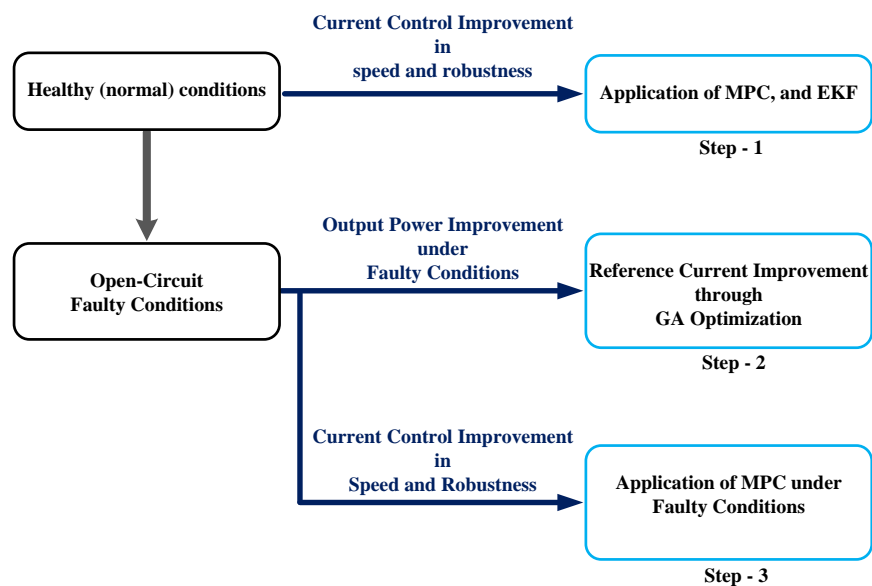 Current Control Improvement
in
speed and robustness
Healthy (normal) conditions
Application of MPC, and EKF
Step - 1
Output Power Improvement
under
Faulty Conditions
Open-Circuit
Faulty Conditions
Reference Current Improvement
through
GA Optimization
Step - 2
Current Control Improvement
in
Speed and Robustness
Application of MPC under
Faulty Conditions
Step - 3